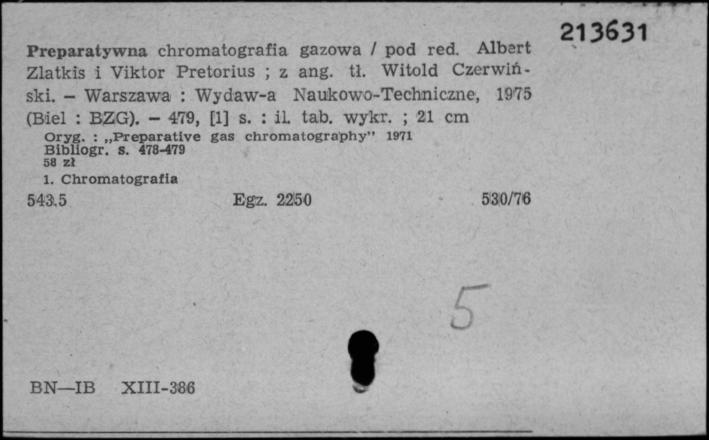 213631
Preparatywna chromatografia gazowa / pod red. Albert
Zlatkis i Viktor Pretorius ; z ang. tł. Witold Czerwiń-
ski. — Warszawa : Wydaw-a Naukowo-Techniczne, 1975
(Biel : BZG). — 479, [1] s. : il. tab. wykr. ; 21 cm
Oryg. : „Preparative gas chromatography” 1971
Bibliogr. s. 478-479
58 zł
1. Chromatografia
543.5 Egz. 2250 530/76
5
BN—IB XIII-386